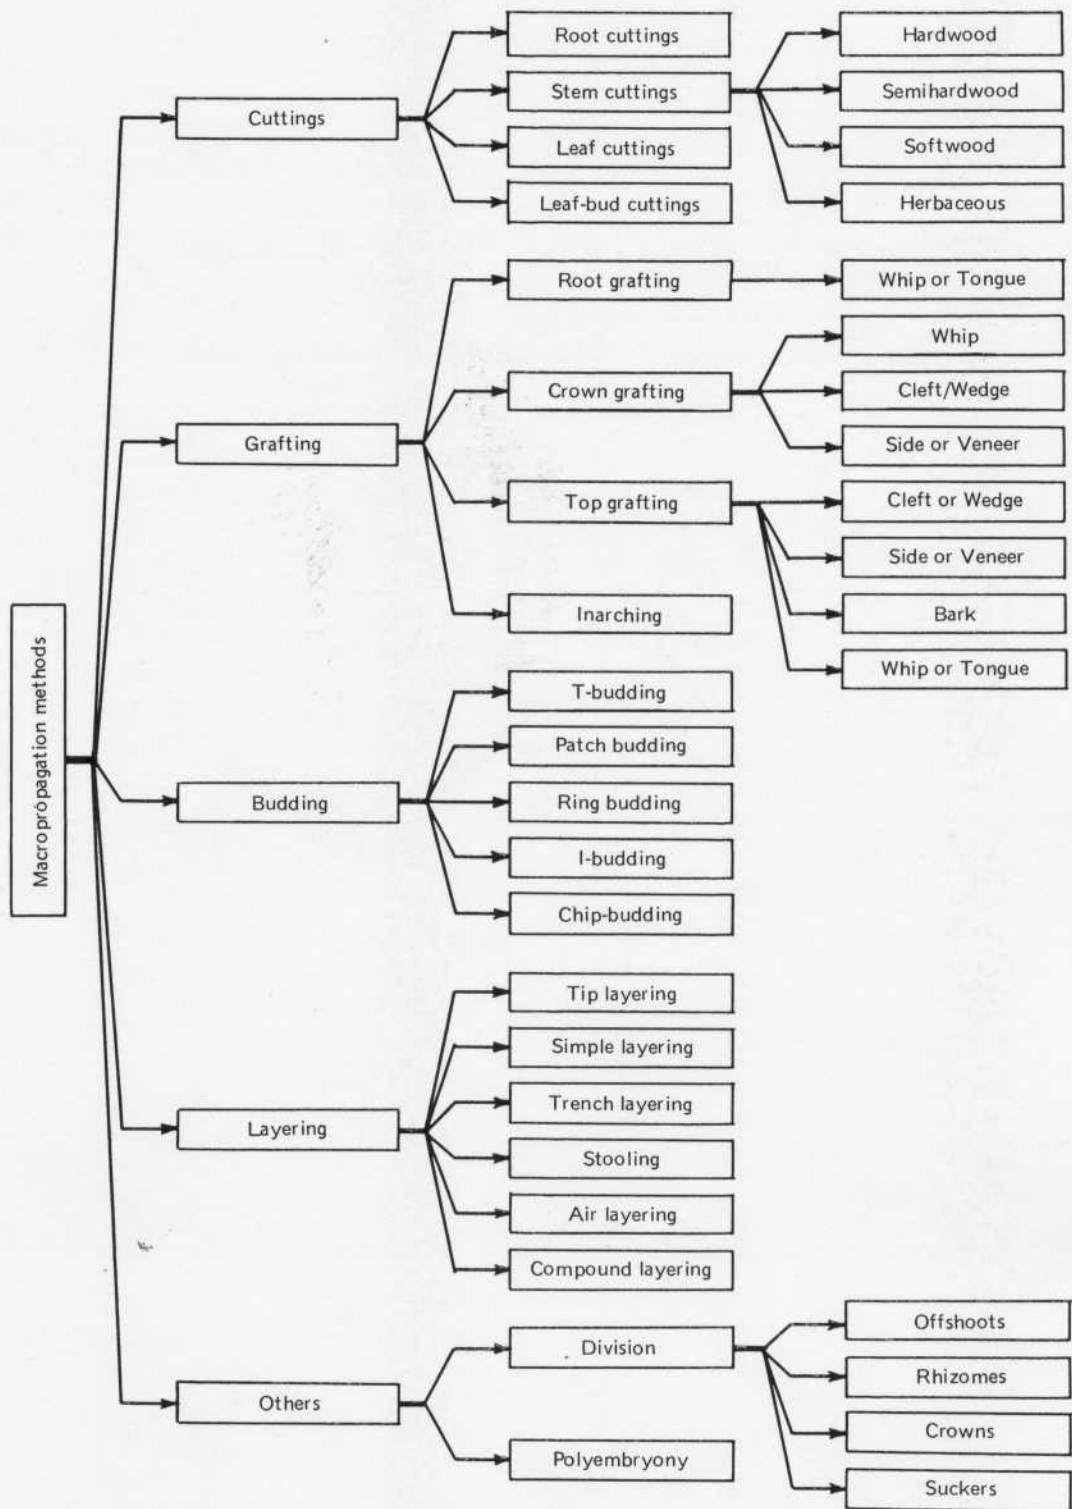 Macropropagation methods
Cuttings
Root cuttings
Stem cuttings
Hardwood
Semihardwood
Softwood
Herbaceous
Leaf cuttings
Leaf-bud cuttings
Grafting
Root grafting
Whip or Tongue
Crown grafting
Whip
Cleft/Wedge
Side or Veneer
Top grafting
Cleft or Wedge
Side or Veneer
Bark
Whip or Tongue
Inarching
Budding
T-budding
Patch budding
Ring budding
I-budding
Chip-budding
Layering
Tip layering
Simple layering
Trench layering
Stooling
Air layering
Compound layering
Others
Division
Offshoots
Rhizomes
Crowns
Suckers
Polyembryony